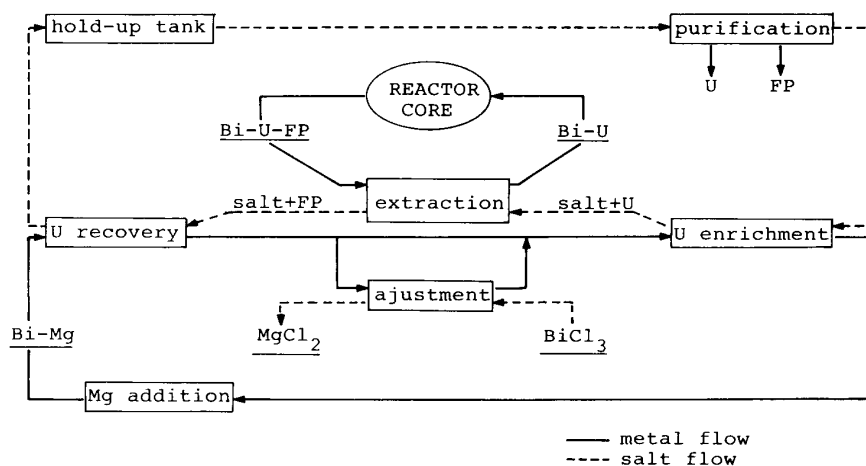 hold-up tank
purification
U
FP
REACTOR
CORE
Bi-U-FP
Bi-U
extraction
salt+FP
salt+U
U recovery
U enrichment
ajustment
MgCl2
BiCl3
Bi-Mg
Mg addition
metal flow
salt flow